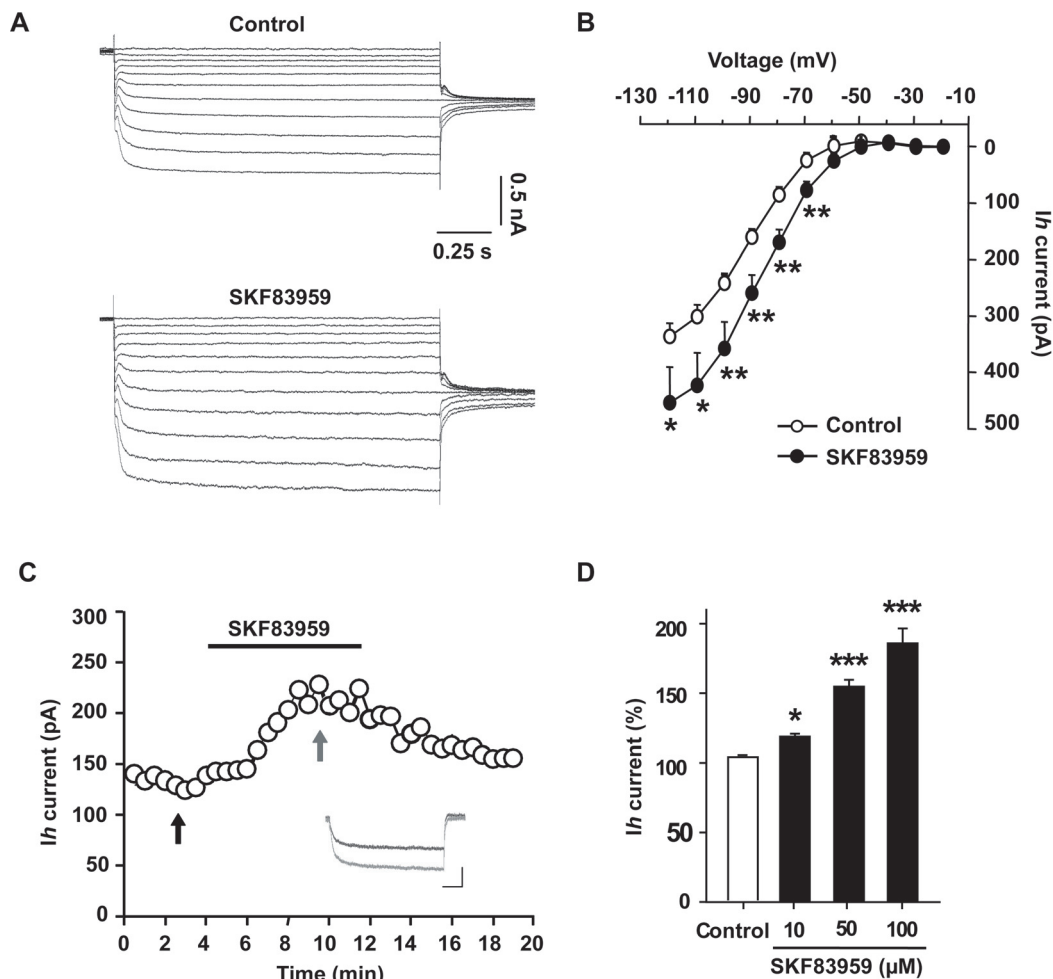 A
Control
0.5 nA
0.25 s
SKF83959
B
Voltage (mV)
-130 -110 -90 -70 -50 -30 -10
0
100
200
300
400
500
Ih current (pA)
**
**
**
**
*
*
Control
SKF83959
C
300
250
200
150
100
50
0
Ih current (pA)
SKF83959
0 2 4 6 8 10 12 14 16 18 20
Time (min)
D
200
150
100
50
0
Ih current (%)
*
***
***
Control 10 50 100
SKF83959 (µM)